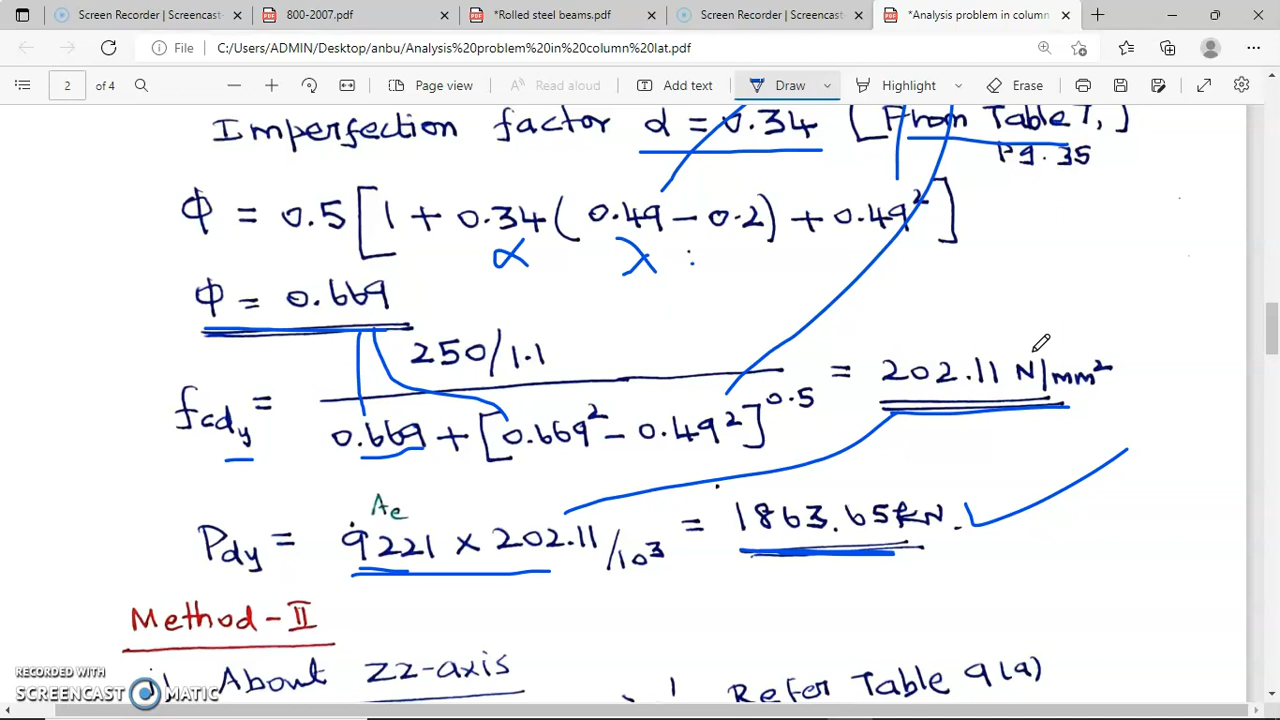 Screen Recorder | Screencast-
800-2007.pdf
*Rolled steel beams.pdf
Screen Recorder | Screencast-
*Analysis problem in column
File
C:/Users/ADMIN/Desktop/anbu/Analysis%20problem%20in%20column%20lat.pdf
2 of 4
Page view
Read aloud
Add text
Draw
Highlight
Erase
Imperfection factor α = 0.34 [From Table 7,]
Pg. 35
Φ = 0.5[1 + 0.34(0.49 - 0.2) + 0.49²]
α λ :
Φ = 0.669
250/1.1
fcdy = = 202.11 N/mm²
0.669 + [0.669² - 0.49²]^0.5
Ae
Pdy = 9221 × 202.11/10³ = 1863.65kN.
Method - II
About ZZ-axis
Refer Table 9(a)
RECORDED WITH
SCREENCAST MATIC